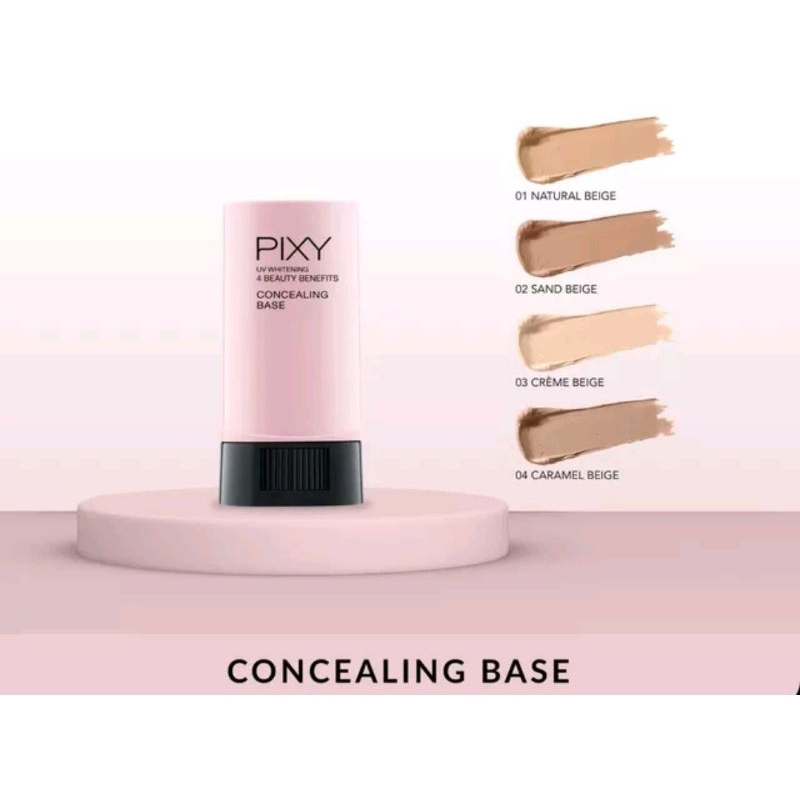 PIXY
UV WHITENING
4 BEAUTY BENEFITS
CONCEALING
BASE
01 NATURAL BEIGE
02 SAND BEIGE
03 CRÈME BEIGE
04 CARAMEL BEIGE
CONCEALING BASE